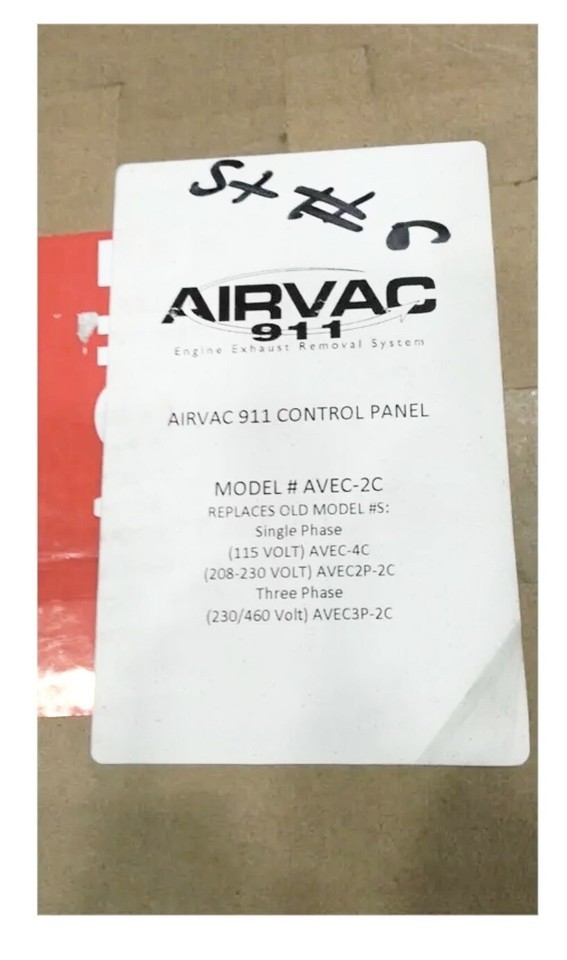 St # 6
AIRVAC
911
Engine Exhaust Removal System
AIRVAC 911 CONTROL PANEL
MODEL # AVEC-2C
REPLACES OLD MODEL #S:
Single Phase
(115 VOLT) AVEC-4C
(208-230 VOLT) AVEC2P-2C
Three Phase
(230/460 Volt) AVEC3P-2C